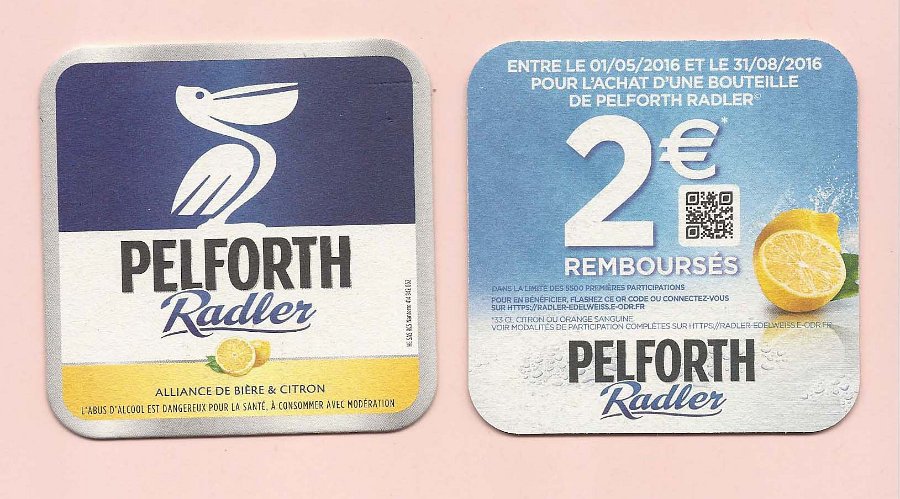 PELFORTH
Radler
ALLIANCE DE BIÈRE & CITRON
L'ABUS D'ALCOOL EST DANGEREUX POUR LA SANTÉ, À CONSOMMER AVEC MODÉRATION
ENTRE LE 01/05/2016 ET LE 31/08/2016
POUR L'ACHAT D'UNE BOUTEILLE
DE PELFORTH RADLER©
2€*
REMBOURSÉS
DANS LA LIMITE DES 5500 PREMIÈRES PARTICIPATIONS
POUR EN BÉNÉFICIER, FLASHEZ CE QR CODE OU CONNECTEZ-VOUS
SUR HTTPS://RADLER-EDELWEISS.E-ODR.FR
*33 CL CITRON OU ORANGE SANGUINE
VOIR MODALITÉS DE PARTICIPATION COMPLÈTES SUR HTTPS://RADLER-EDELWEISS.E-ODR.FR
PELFORTH
Radler